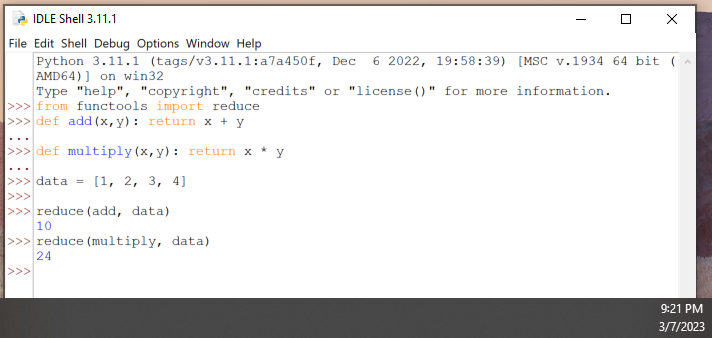 IDLE Shell 3.11.1
File Edit Shell Debug Options Window Help
Python 3.11.1 (tags/v3.11.1:a7a450f, Dec  6 2022, 19:58:39) [MSC v.1934 64 bit (
AMD64)] on win32
Type "help", "copyright", "credits" or "license()" for more information.
>>> from functools import reduce
>>> def add(x,y): return x + y
...
>>> def multiply(x,y): return x * y
...
>>> data = [1, 2, 3, 4]
>>>
>>> reduce(add, data)
10
>>> reduce(multiply, data)
24
>>>
9:21 PM
3/7/2023